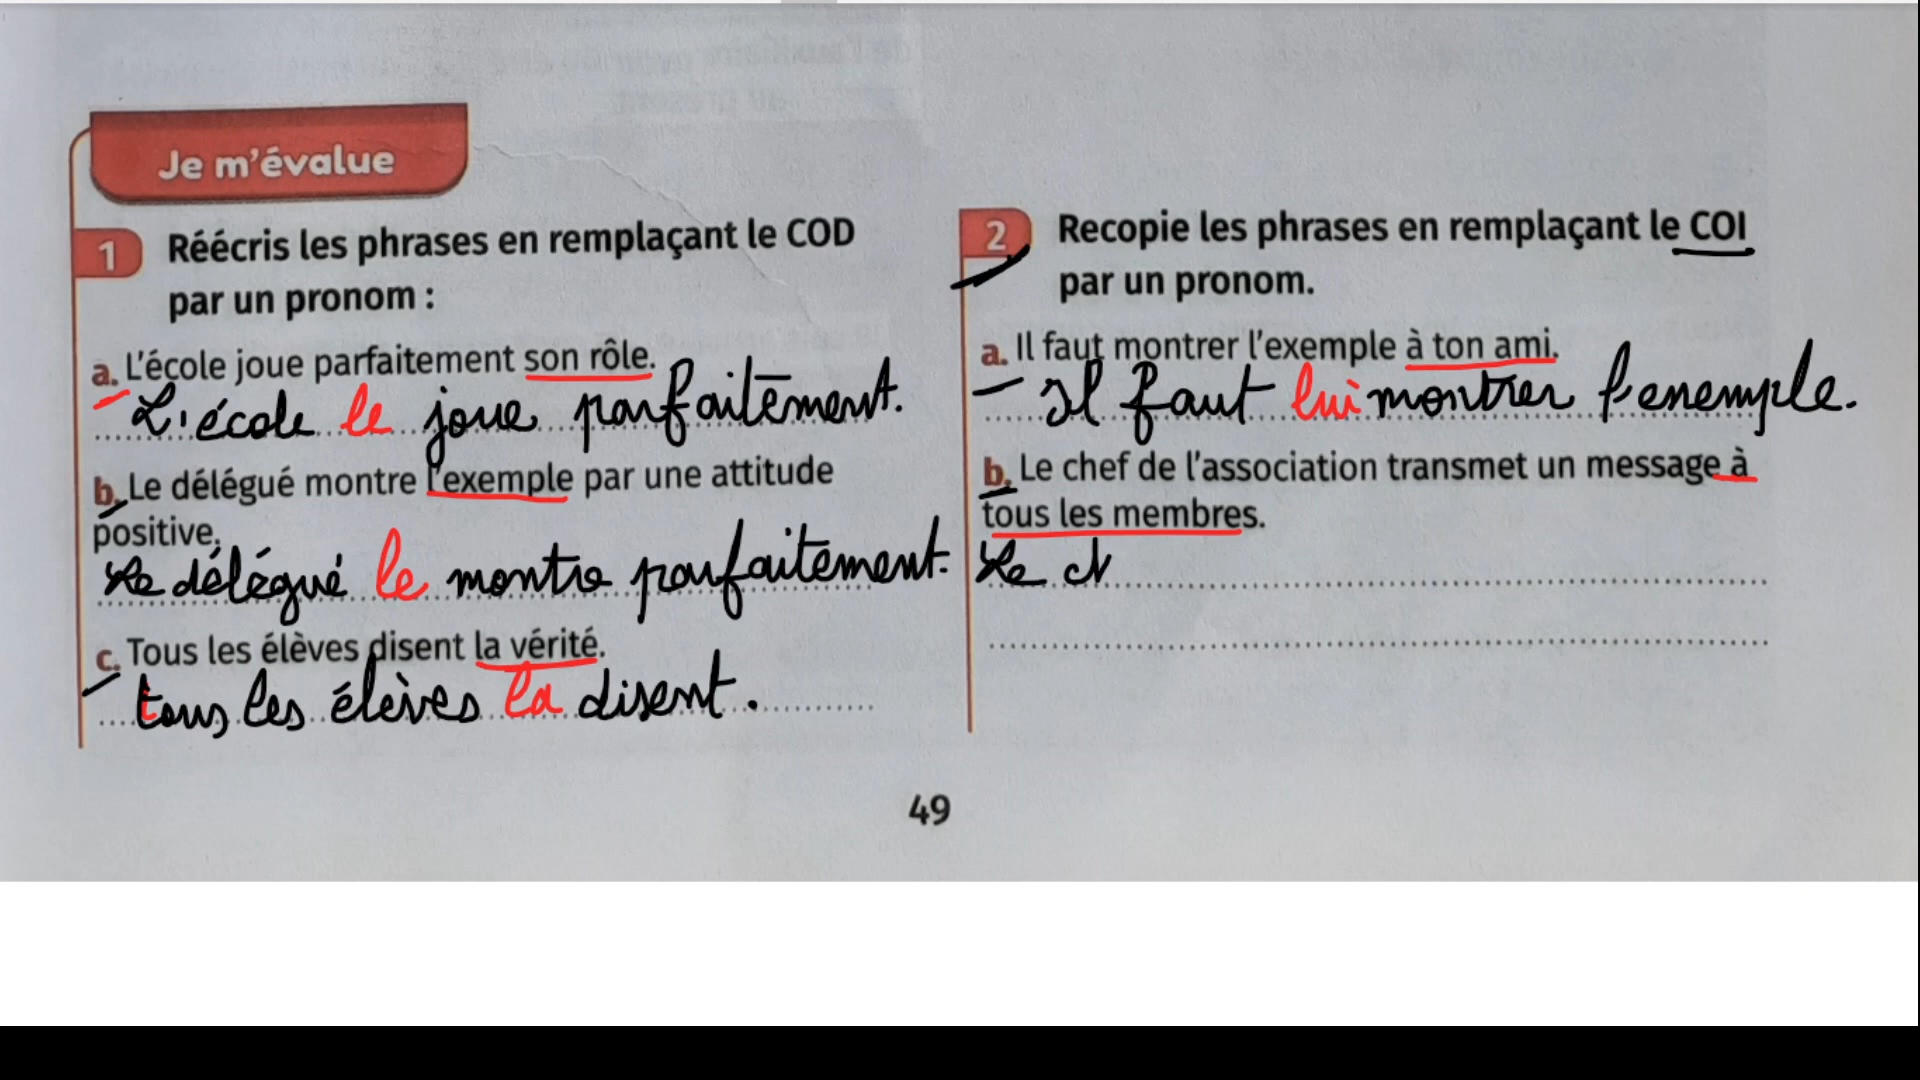 Je m'évalue
1 Réécris les phrases en remplaçant le COD
par un pronom :
a. L'école joue parfaitement son rôle.
L'école le joue parfaitement.
b. Le délégué montre l'exemple par une attitude
positive.
Le délégué le montre parfaitement.
c. Tous les élèves disent la vérité.
tous les élèves la disent.
2 Recopie les phrases en remplaçant le COI
par un pronom.
a. Il faut montrer l'exemple à ton ami.
Il faut lui montrer l'enemple.
b. Le chef de l'association transmet un message à
tous les membres.
Le ch
49